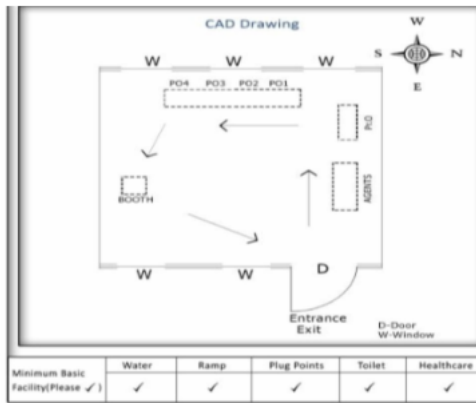 CAD Drawing
W
S N
E
W W W
PO4 PO3 PO2 PO1
PrO
AGENTS
BOOTH
W W D
Entrance
Exit
D-Door
W-Window
Minimum Basic Facility(Please ✓) Water Ramp Plug Points Toilet Healthcare
✓ ✓ ✓ ✓ ✓